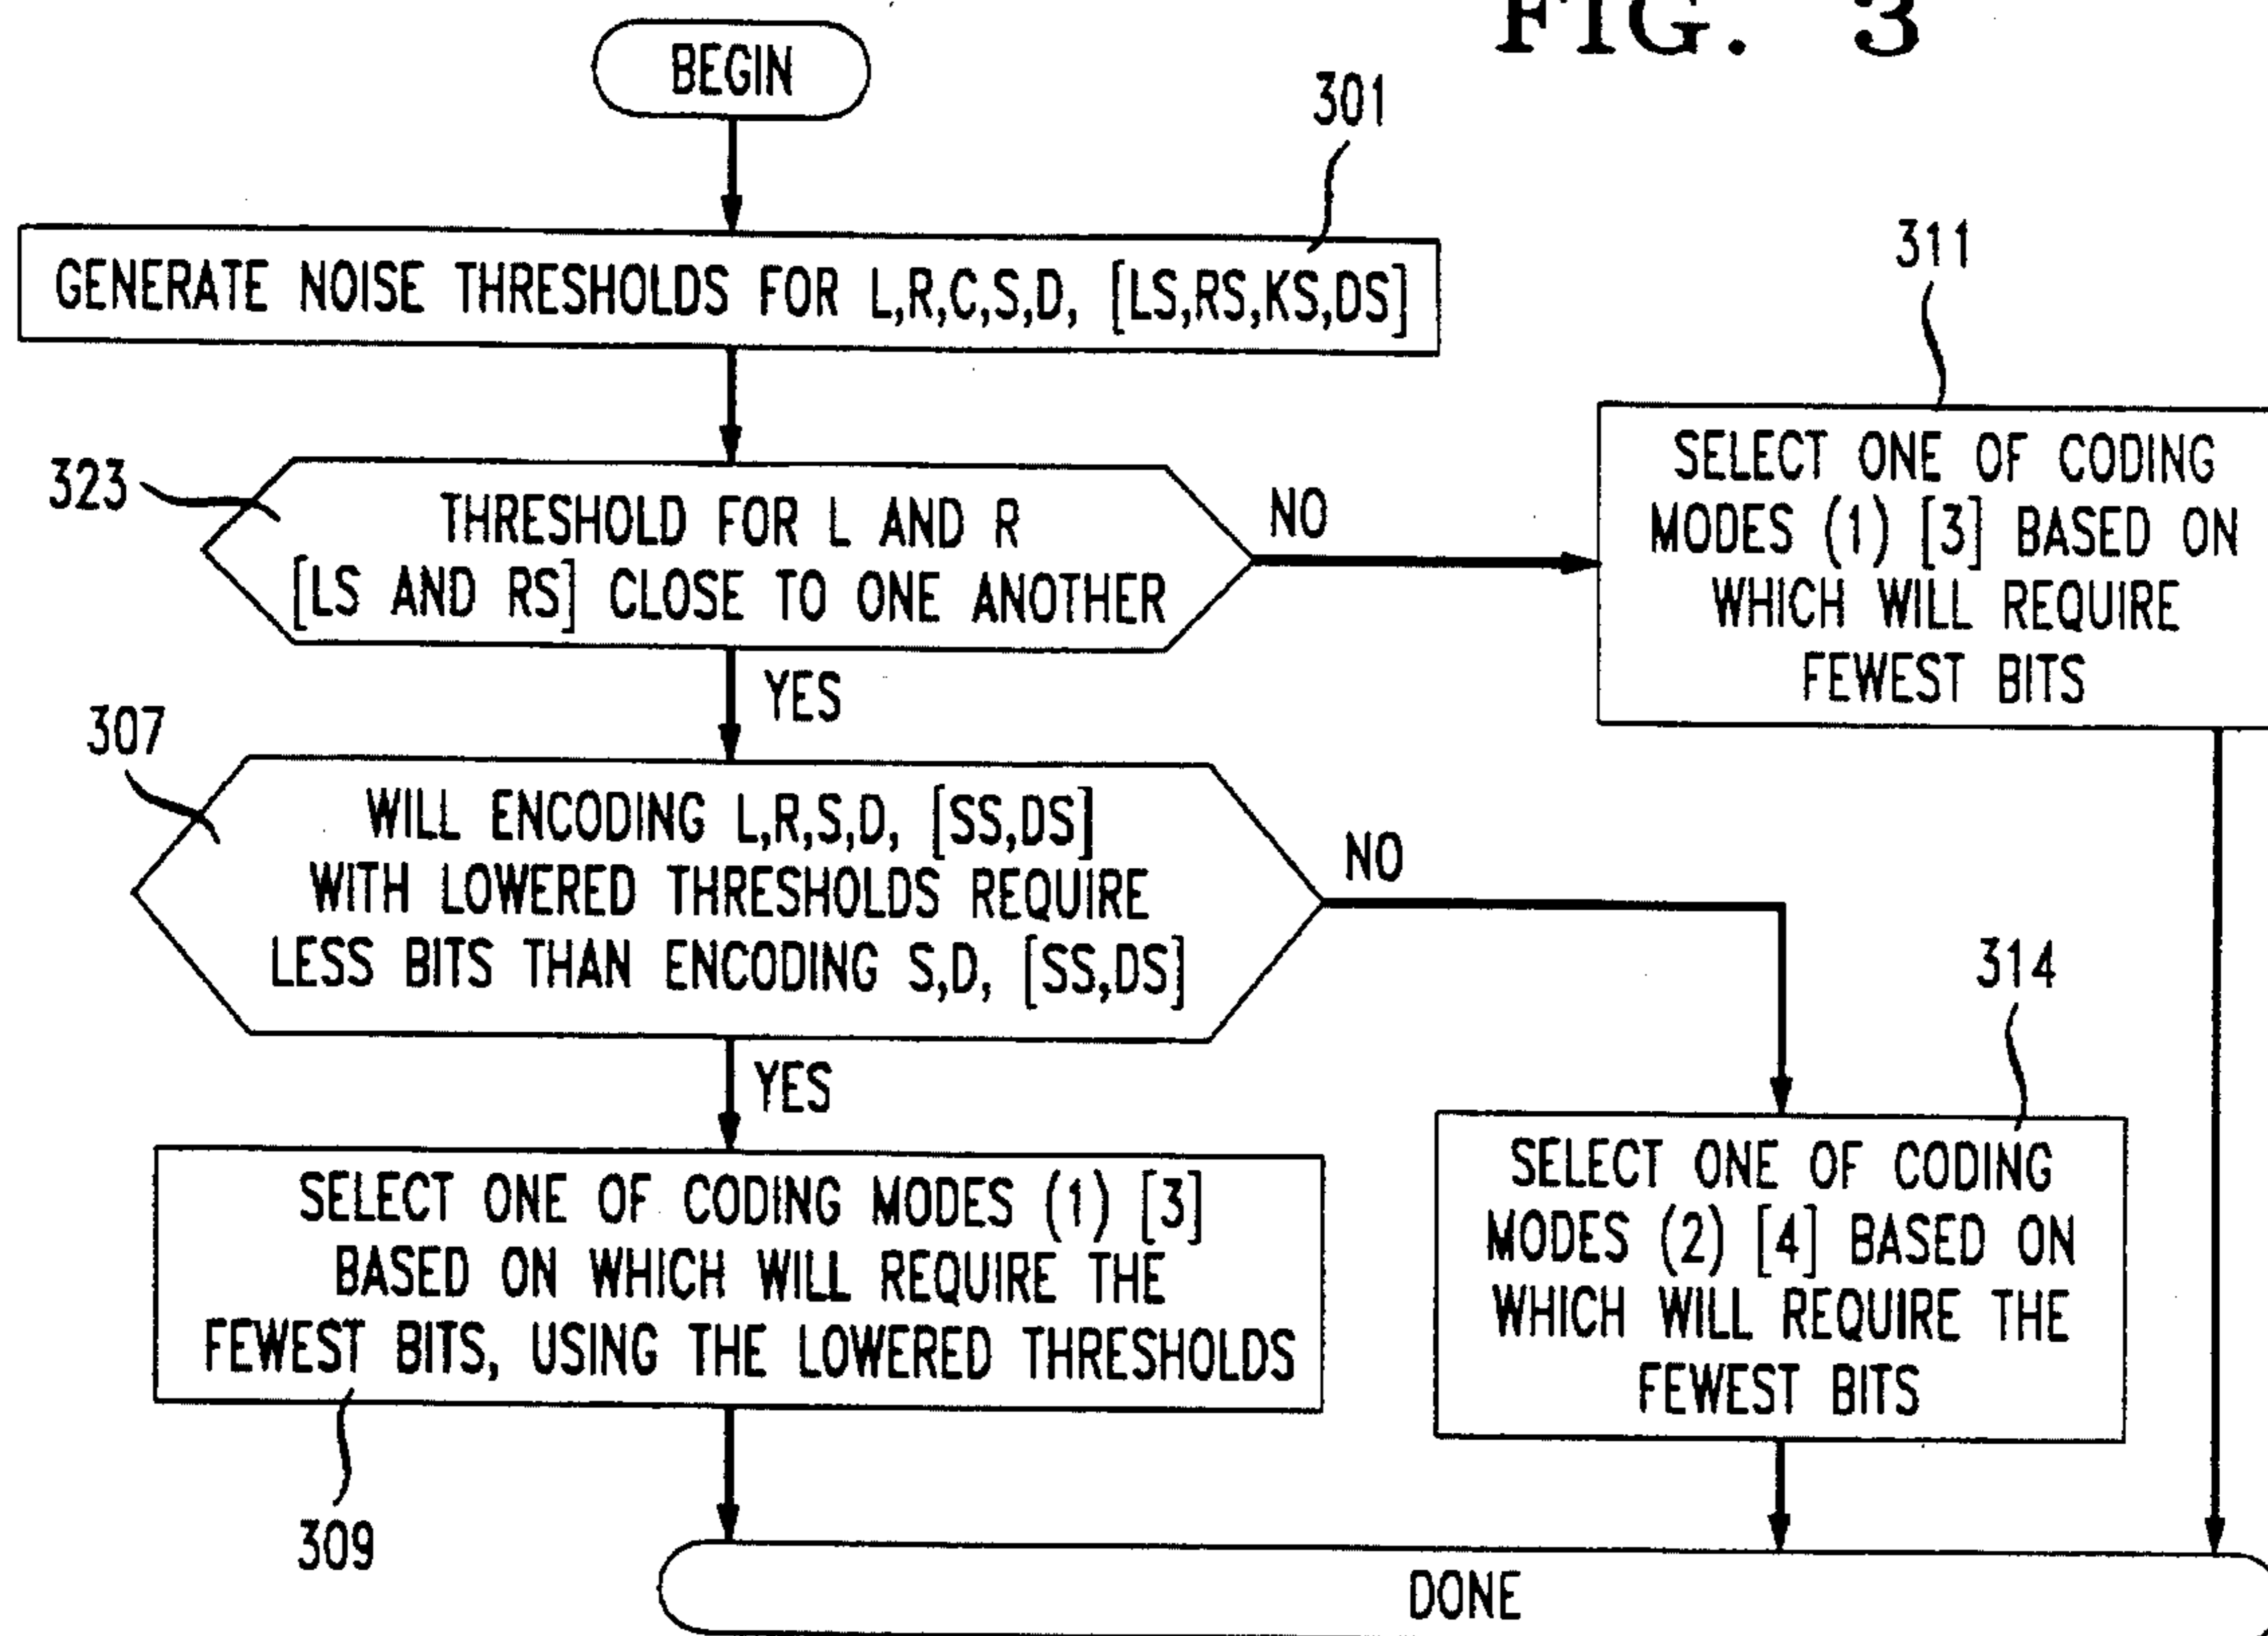 FIG. 3
BEGIN
301
GENERATE NOISE THRESHOLDS FOR L,R,C,S,D, [LS,RS,KS,DS]
311
SELECT ONE OF CODING
MODES (1) [3] BASED ON
WHICH WILL REQUIRE
FEWEST BITS
323
THRESHOLD FOR L AND R
[LS AND RS] CLOSE TO ONE ANOTHER
NO
YES
307
WILL ENCODING L,R,S,D, [SS,DS]
WITH LOWERED THRESHOLDS REQUIRE
LESS BITS THAN ENCODING S,D, [SS,DS]
NO
YES
314
SELECT ONE OF CODING
MODES (2) [4] BASED ON
WHICH WILL REQUIRE THE
FEWEST BITS
SELECT ONE OF CODING MODES (1) [3]
BASED ON WHICH WILL REQUIRE THE
FEWEST BITS, USING THE LOWERED THRESHOLDS
309
DONE